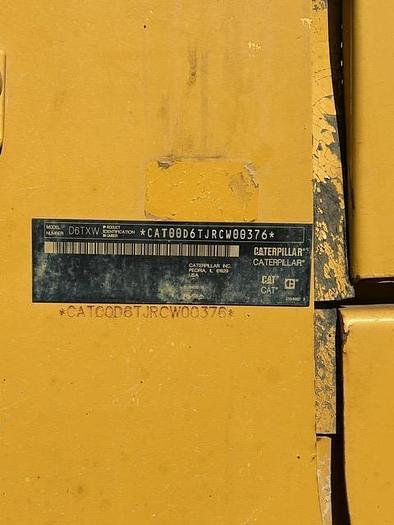 MODEL NUMBER D6TXW PRODUCT IDENTIFICATION NUMBER *CAT00D6TJRCW00376*
CATERPILLAR®
CATERPILLAR®
CATERPILLAR INC.
PEORIA, IL 61629
USA
CAT®
CAT®
*CAT00D6TJRCW00376*